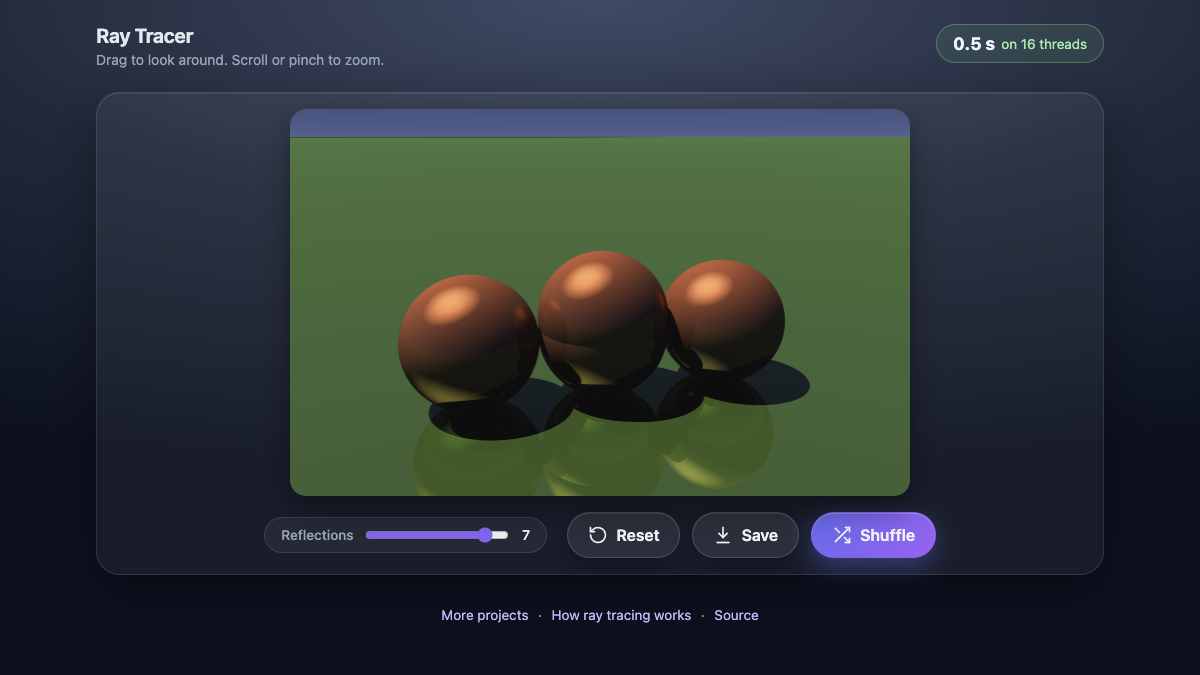 Ray Tracer
Drag to look around. Scroll or pinch to zoom.
0.5 s on 16 threads
Reflections 7 Reset Save Shuffle
More projects · How ray tracing works · Source